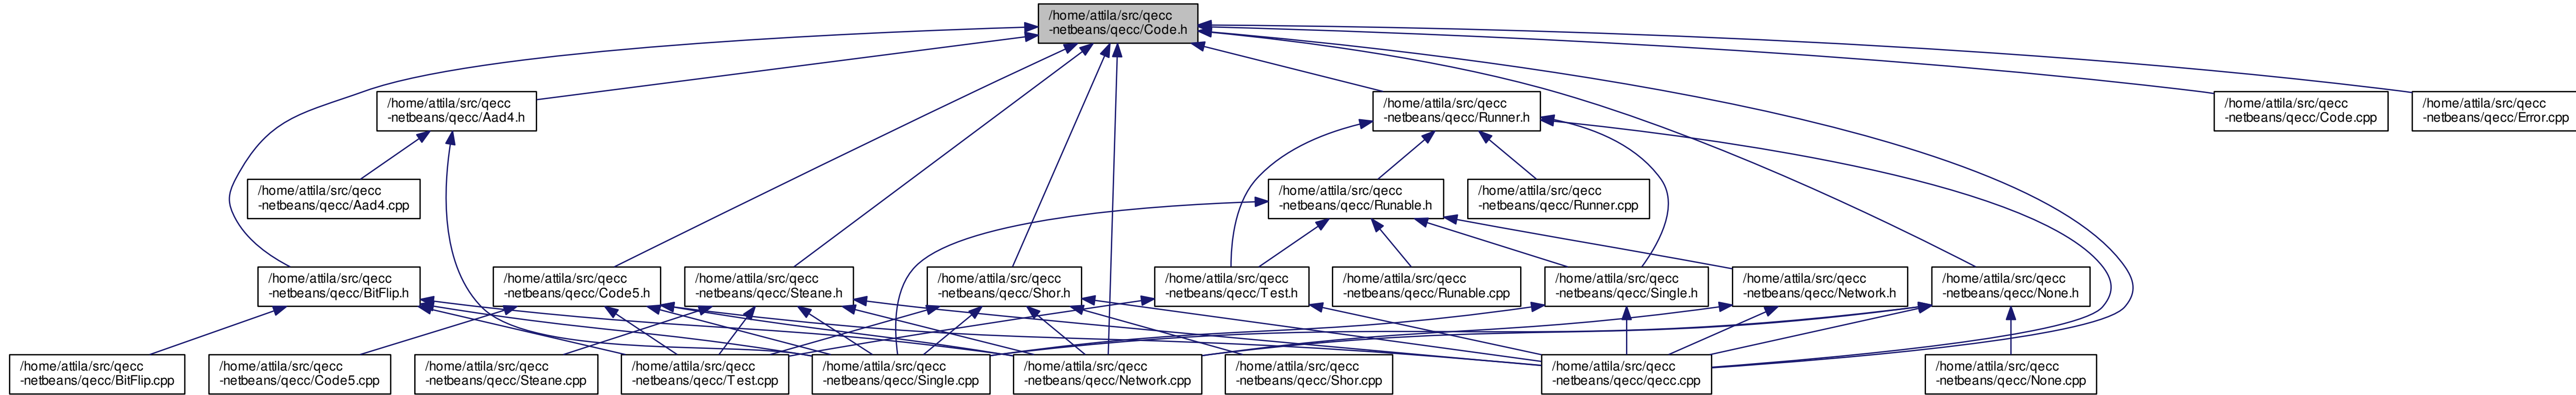 /home/attila/src/qecc
-netbeans/qecc/Code.h
/home/attila/src/qecc
-netbeans/qecc/Aad4.h
/home/attila/src/qecc
-netbeans/qecc/Runner.h
/home/attila/src/qecc
-netbeans/qecc/Code.cpp
/home/attila/src/qecc
-netbeans/qecc/Error.cpp
/home/attila/src/qecc
-netbeans/qecc/Aad4.cpp
/home/attila/src/qecc
-netbeans/qecc/Runable.h
/home/attila/src/qecc
-netbeans/qecc/Runner.cpp
/home/attila/src/qecc
-netbeans/qecc/BitFlip.h
/home/attila/src/qecc
-netbeans/qecc/Code5.h
/home/attila/src/qecc
-netbeans/qecc/Steane.h
/home/attila/src/qecc
-netbeans/qecc/Shor.h
/home/attila/src/qecc
-netbeans/qecc/Test.h
/home/attila/src/qecc
-netbeans/qecc/Runable.cpp
/home/attila/src/qecc
-netbeans/qecc/Single.h
/home/attila/src/qecc
-netbeans/qecc/Network.h
/home/attila/src/qecc
-netbeans/qecc/None.h
/home/attila/src/qecc
-netbeans/qecc/BitFlip.cpp
/home/attila/src/qecc
-netbeans/qecc/Code5.cpp
/home/attila/src/qecc
-netbeans/qecc/Steane.cpp
/home/attila/src/qecc
-netbeans/qecc/Test.cpp
/home/attila/src/qecc
-netbeans/qecc/Single.cpp
/home/attila/src/qecc
-netbeans/qecc/Network.cpp
/home/attila/src/qecc
-netbeans/qecc/Shor.cpp
/home/attila/src/qecc
-netbeans/qecc/qecc.cpp
/home/attila/src/qecc
-netbeans/qecc/None.cpp